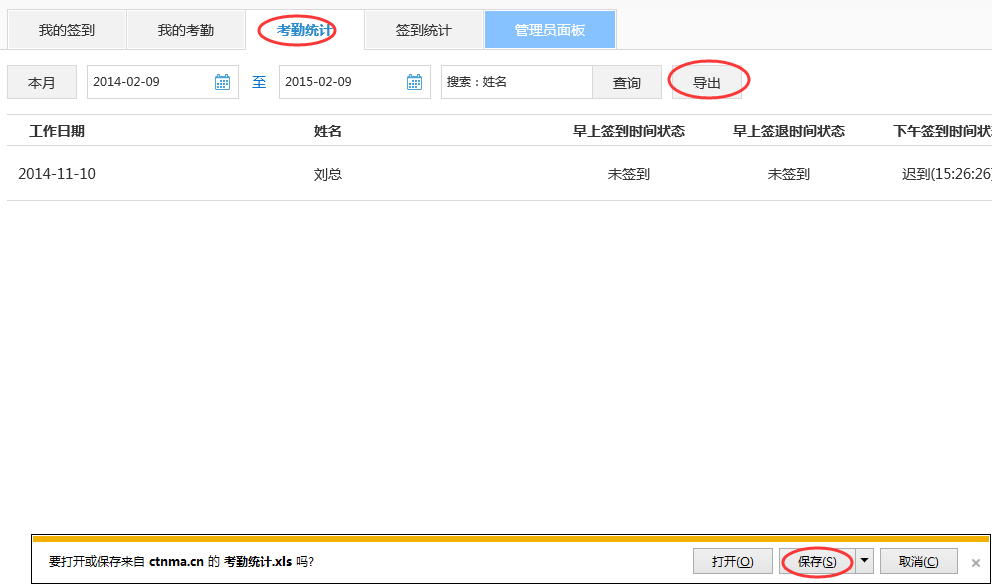 我的签到 我的考勤 考勤统计 签到统计 管理员面板
本月 2014-02-09 至 2015-02-09 搜索：姓名 查询 导出
工作日期 姓名 早上签到时间状态 早上签退时间状态 下午签到时间状
2014-11-10 刘总 未签到 未签到 迟到(15:26:26)
要打开或保存来自 ctnma.cn 的 考勤统计.xls 吗? 打开(O) 保存(S) 取消(C)